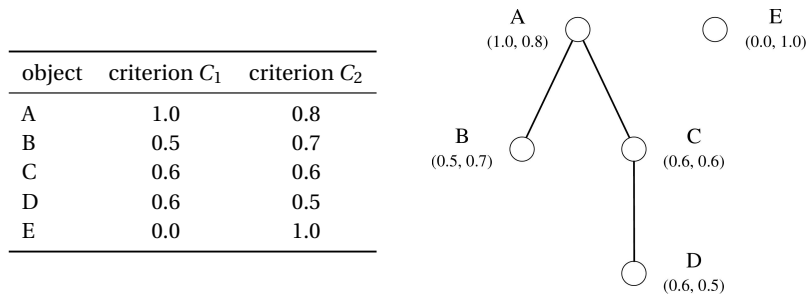 object criterion C1 criterion C2
A 1.0 0.8
B 0.5 0.7
C 0.6 0.6
D 0.6 0.5
E 0.0 1.0
A
(1.0, 0.8)
E
(0.0, 1.0)
B
(0.5, 0.7)
C
(0.6, 0.6)
D
(0.6, 0.5)